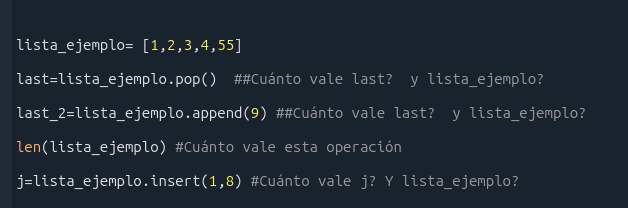 lista_ejemplo= [1,2,3,4,55]
last=lista_ejemplo.pop()  ##Cuánto vale last?  y lista_ejemplo?
last_2=lista_ejemplo.append(9) ##Cuánto vale last?  y lista_ejemplo?
len(lista_ejemplo) #Cuánto vale esta operación
j=lista_ejemplo.insert(1,8) #Cuánto vale j? Y lista_ejemplo?